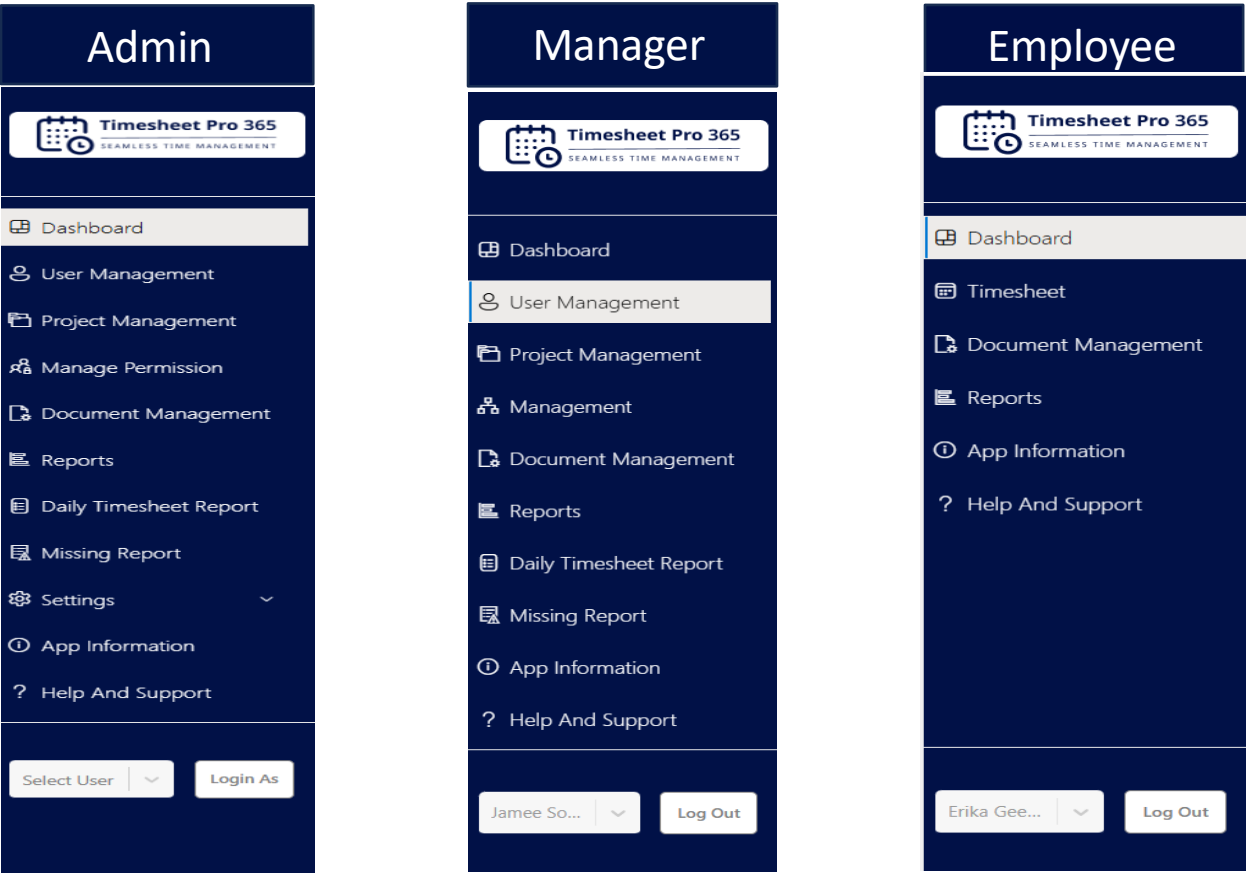 Admin
Timesheet Pro 365
SEAMLESS TIME MANAGEMENT
Dashboard
User Management
Project Management
Manage Permission
Document Management
Reports
Daily Timesheet Report
Missing Report
Settings
App Information
? Help And Support
Select User
Login As
Manager
Timesheet Pro 365
SEAMLESS TIME MANAGEMENT
Dashboard
User Management
Project Management
Management
Document Management
Reports
Daily Timesheet Report
Missing Report
App Information
? Help And Support
Jamee So...
Log Out
Employee
Timesheet Pro 365
SEAMLESS TIME MANAGEMENT
Dashboard
Timesheet
Document Management
Reports
App Information
? Help And Support
Erika Gee...
Log Out